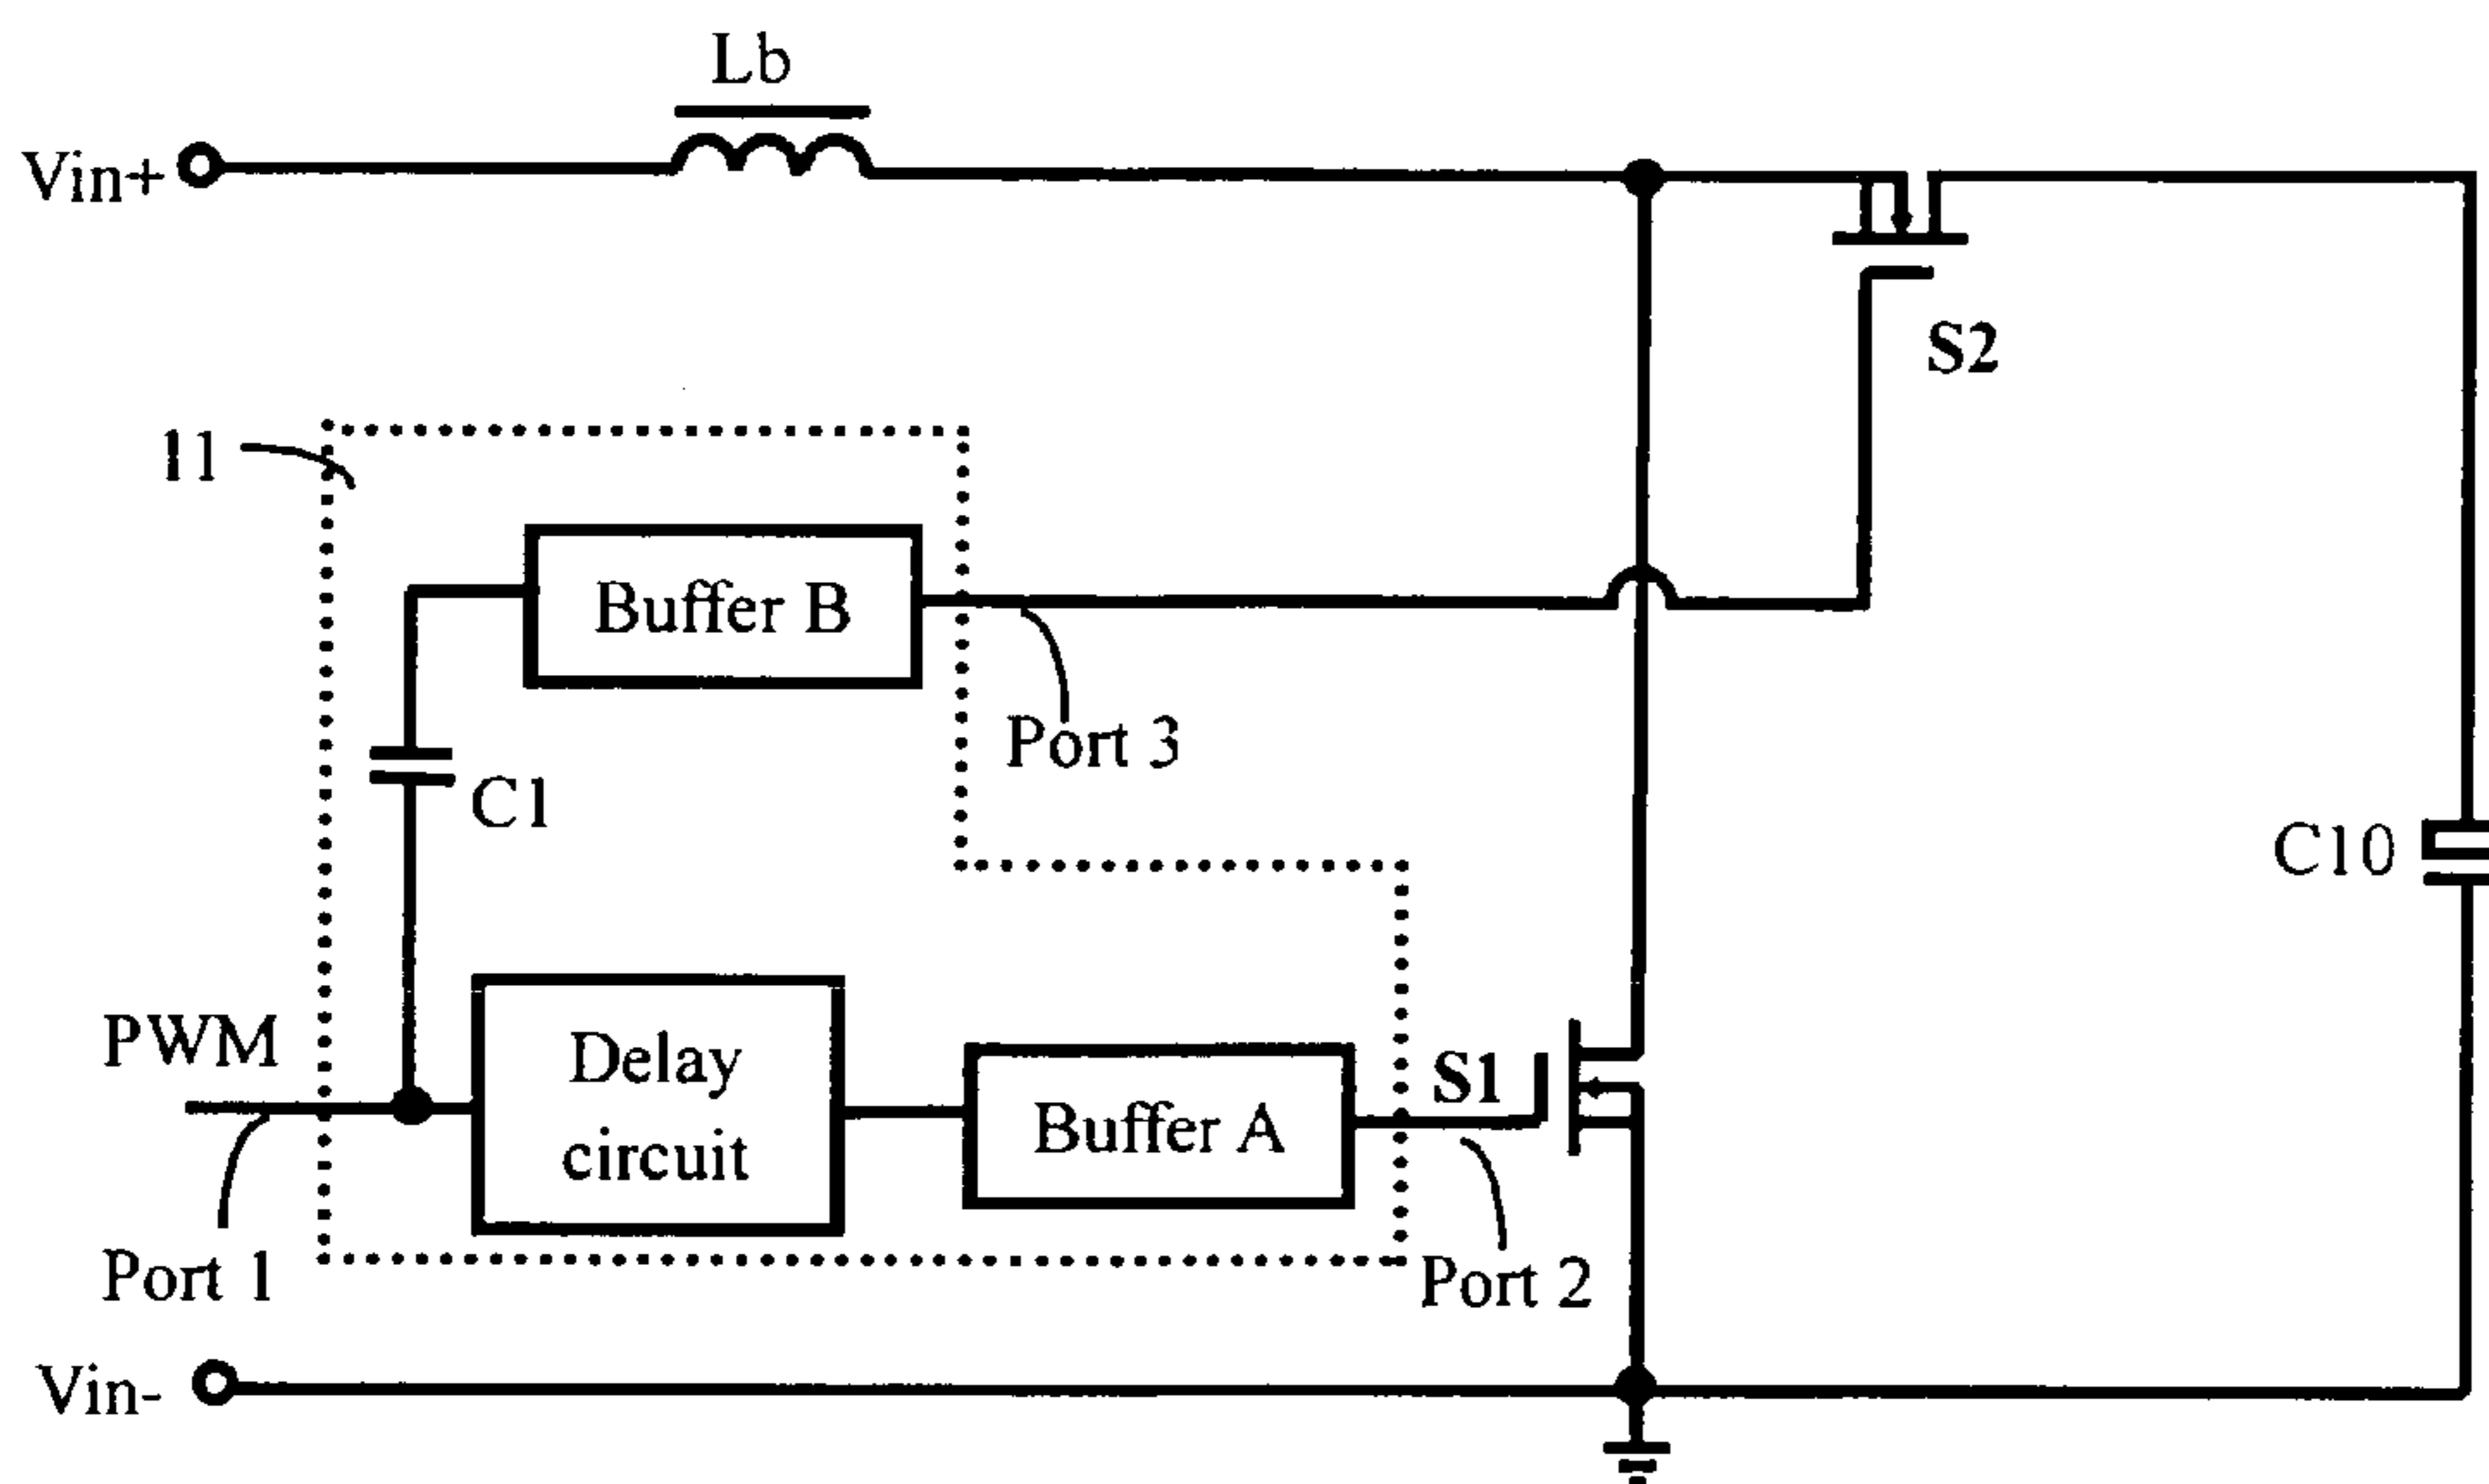 Lb
Vin+
S2
11
Buffer B
Port 3
C1
C10
PWM
Delay
circuit
Buffer A
S1
Port 1
Port 2
Vin-